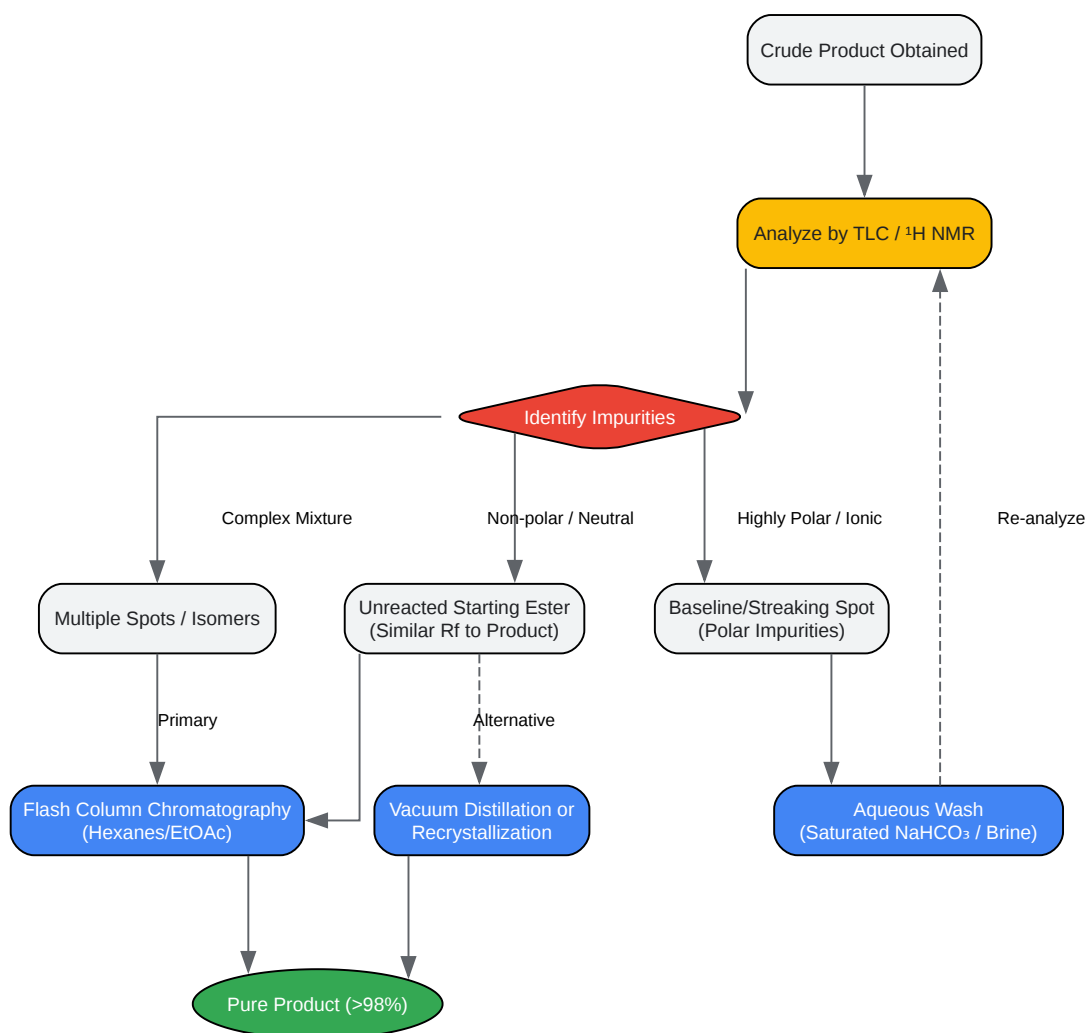 Crude Product Obtained
Analyze by TLC / ¹H NMR
Identify Impurities
Complex Mixture
Non-polar / Neutral
Highly Polar / Ionic
Re-analyze
Multiple Spots / Isomers
Unreacted Starting Ester
(Similar Rf to Product)
Baseline/Streaking Spot
(Polar Impurities)
Primary
Alternative
Flash Column Chromatography
(Hexanes/EtOAc)
Vacuum Distillation or
Recrystallization
Aqueous Wash
(Saturated NaHCO₃ / Brine)
Pure Product (>98%)